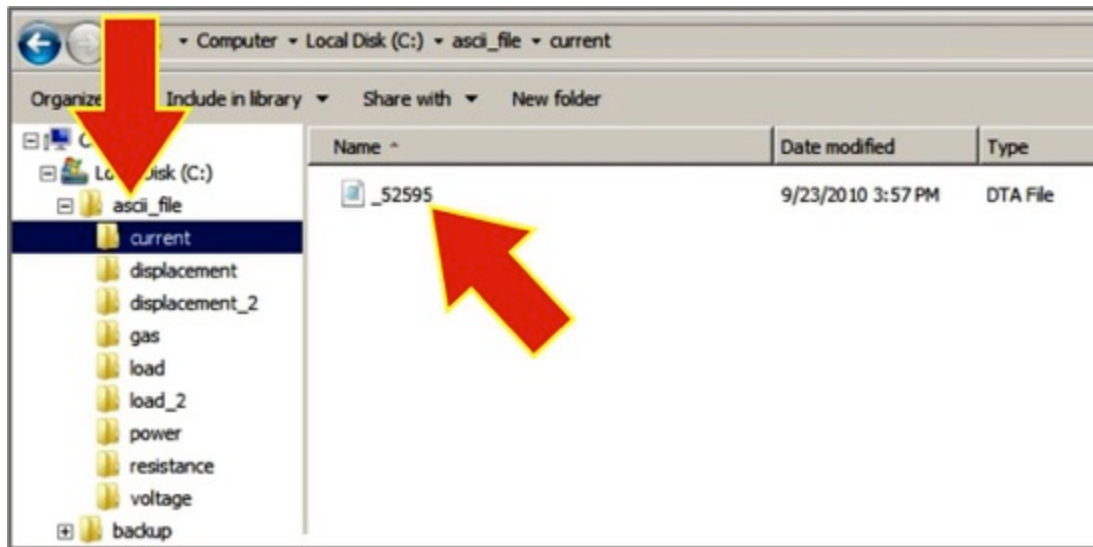 Computer Local Disk (C:) ascii_file current
Include in library Share with New folder
Name Date modified Type
Disk (C:)
ascii_file
_52595 9/23/2010 3:57 PM DTA File
current
displacement
displacement_2
gas
load
load_2
power
resistance
voltage
backup